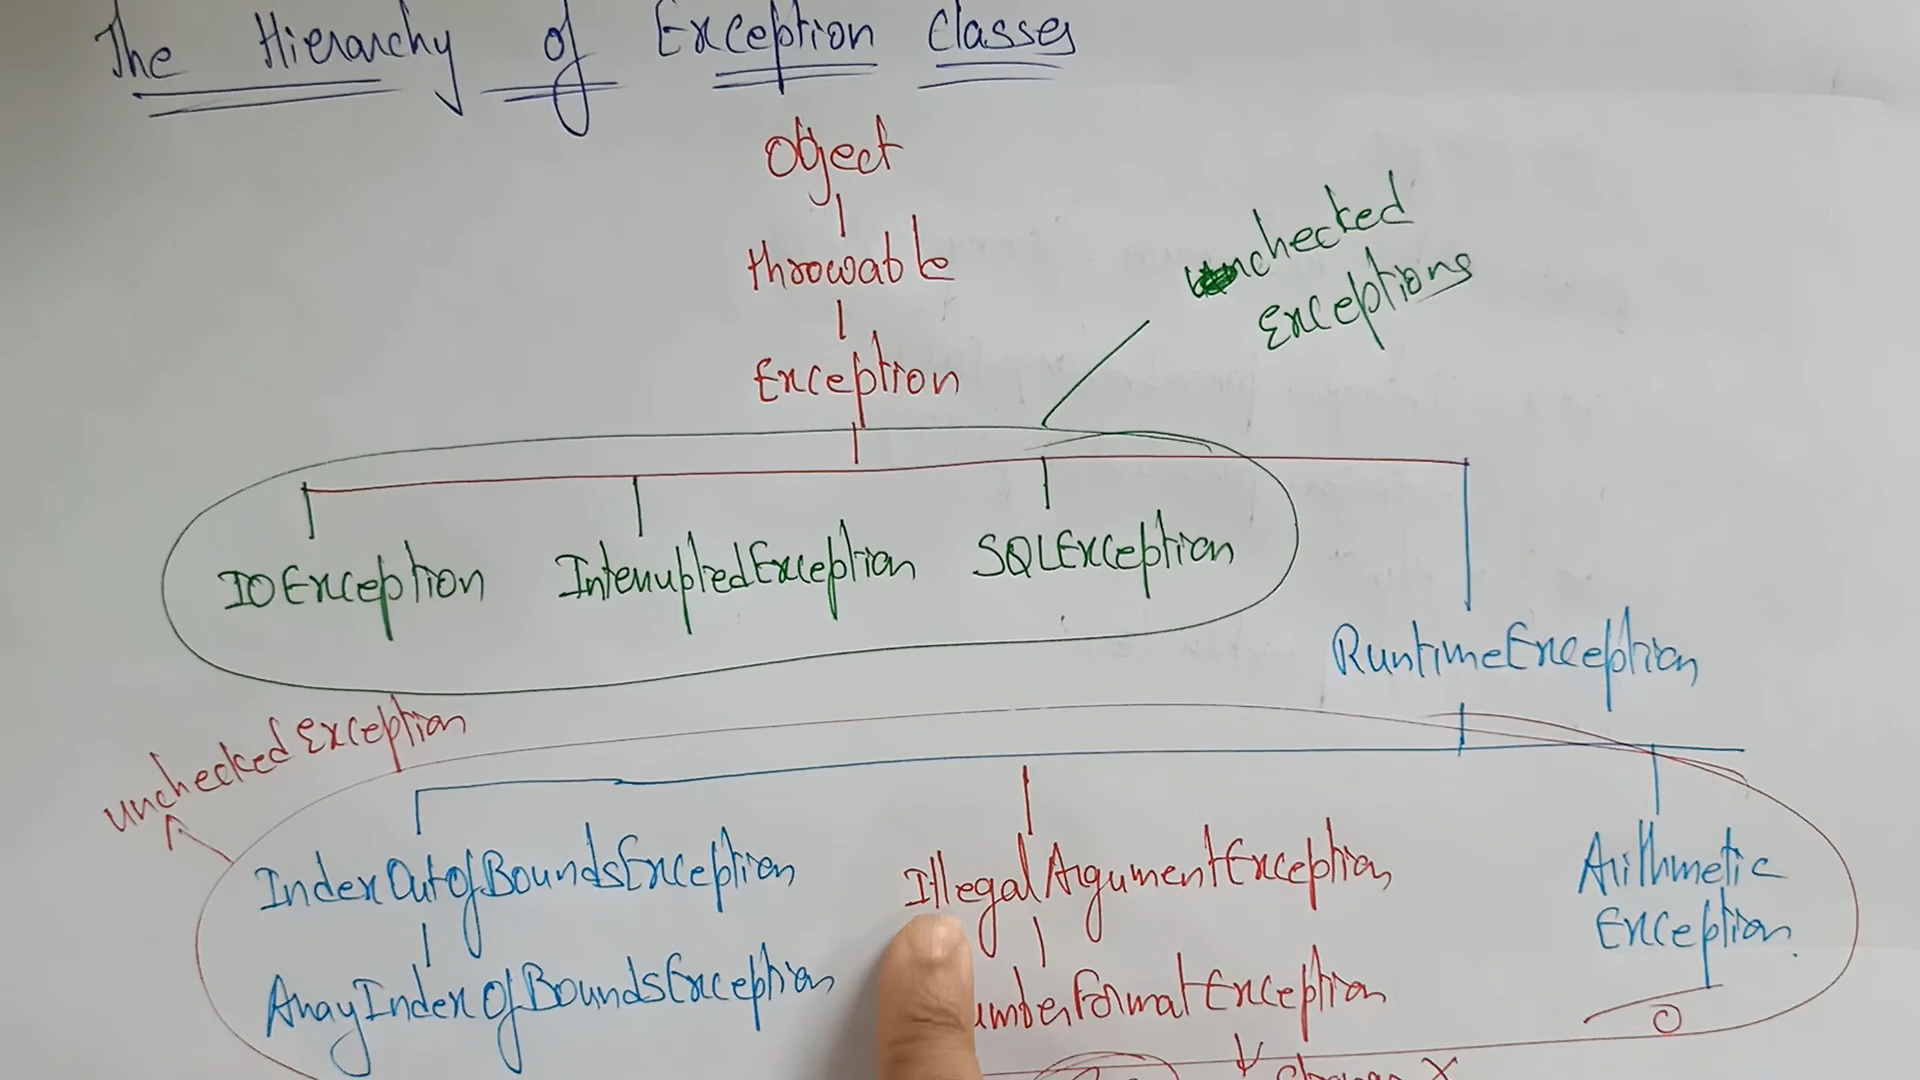 The Hierarchy of Exception Classes
Object
throwable
Exception
unchecked
Exceptions
IOException InterruptedException SQLException
RuntimeException
unchecked Exception
IndexOutOfBoundsException IllegalArgumentException Arithmetic
Exception
ArrayIndexOfBoundsException umberFormatException